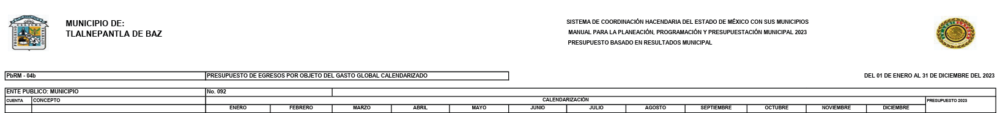 MUNICIPIO DE:
TLALNEPANTLA DE BAZ
SISTEMA DE COORDINACIÓN HACENDARIA DEL ESTADO DE MÉXICO CON SUS MUNICIPIOS
MANUAL PARA LA PLANEACIÓN, PROGRAMACIÓN Y PRESUPUESTACIÓN MUNICIPAL 2023
PRESUPUESTO BASADO EN RESULTADOS MUNICIPAL
PbRM - 04b PRESUPUESTO DE EGRESOS POR OBJETO DEL GASTO GLOBAL CALENDARIZADO DEL 01 DE ENERO AL 31 DE DICIEMBRE DEL 2023
ENTE PUBLICO: MUNICIPIO No. 092
CUENTA CONCEPTO CALENDARIZACIÓN PRESUPUESTO 2023
ENERO FEBRERO MARZO ABRIL MAYO JUNIO JULIO AGOSTO SEPTIEMBRE OCTUBRE NOVIEMBRE DICIEMBRE